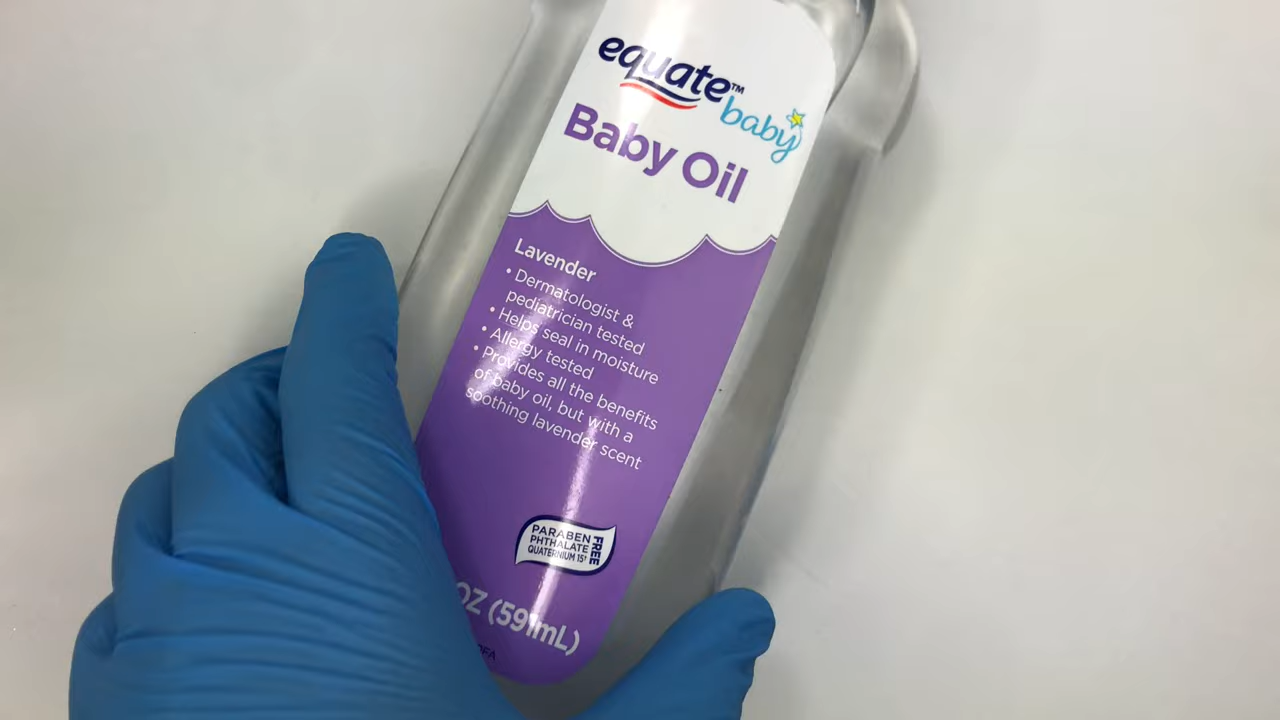 equate™
baby
Baby Oil
Lavender
• Dermatologist &
pediatrician tested
• Helps seal in moisture
• Allergy tested
• Provides all the benefits
of baby oil, but with a
soothing lavender scent
PARABEN
PHTHALATE
QUATERNIUM 15†
FREE
OZ (591mL)